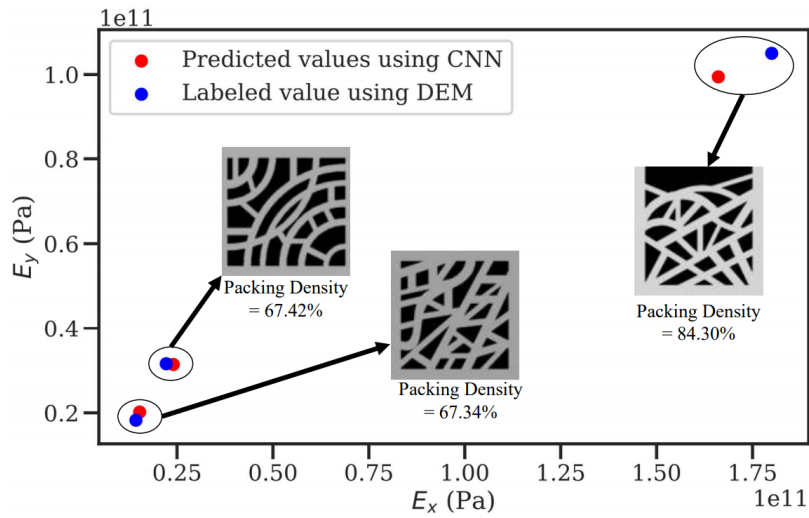 1e11
Predicted values using CNN
Labeled value using DEM
1.0
0.8
0.6
0.4
0.2
E_y (Pa)
Packing Density
= 67.42%
Packing Density
= 67.34%
Packing Density
= 84.30%
0.25
0.50
0.75
1.00
1.25
1.50
1.75
1e11
E_x (Pa)